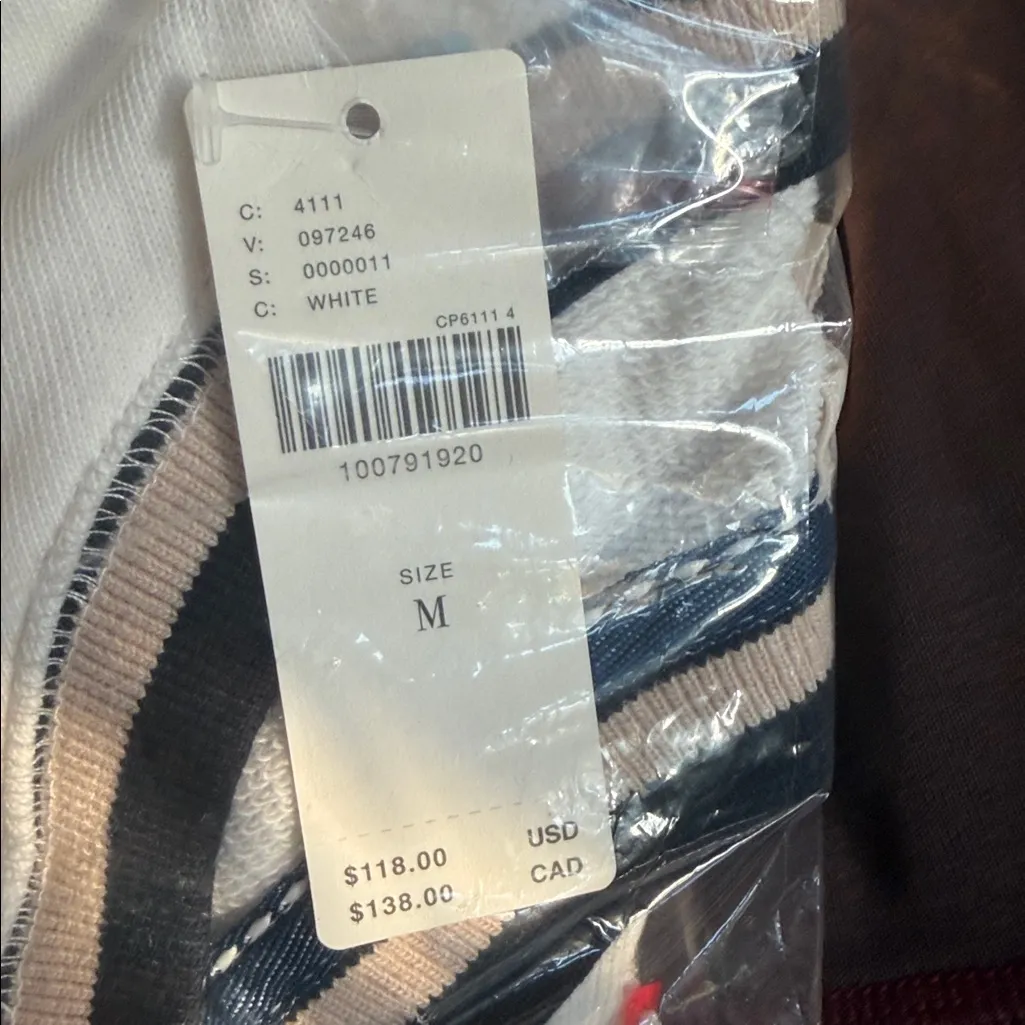 C: 4111
V: 097246
S: 0000011
C: WHITE
CP6111 4
100791920
SIZE
M
$118.00 USD
$138.00 CAD